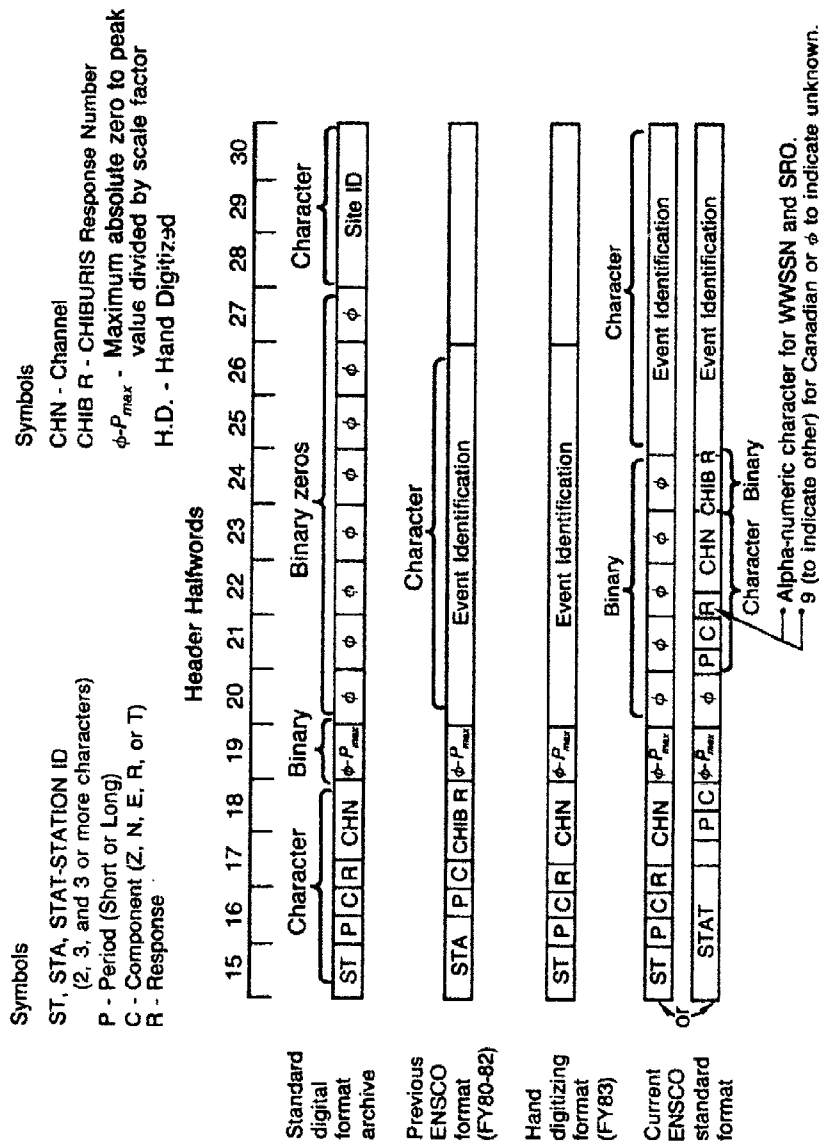 Symbols
ST, STA, STAT-STATION ID
(2, 3, and 3 or more characters)
P - Period (Short or Long)
C - Component (Z, N, E, R, or T)
R - Response
Symbols
CHN - Channel
CHIB R - CHIBURIS Response Number
ϕ-Pmax - Maximum absolute zero to peak
value divided by scale factor
H.D. - Hand Digitized
Header Halfwords
15 16 17 18 19 20 21 22 23 24 25 26 27 28 29 30
Standard
digital
format
archive
Character Binary Binary zeros Character
ST P C R CHN ϕ-Pmax ϕ ϕ ϕ ϕ ϕ ϕ ϕ ϕ Site ID
Previous
ENSCO
format
(FY80-82)
Character
STA P C CHIB R ϕ-Pmax Event Identification
Hand
digitizing
format
(FY83)
ST P C R CHN ϕ-Pmax Event Identification
Current
ENSCO
standard
format
Binary Character
ST P C R CHN ϕ-Pmax ϕ ϕ ϕ ϕ ϕ Event Identification
or
STAT P C ϕ-Pmax ϕ P C R CHN CHIB R Event Identification
Character Binary
Alpha-numeric character for WWSSN and SRO.
9 (to indicate other) for Canadian or ϕ to indicate unknown.